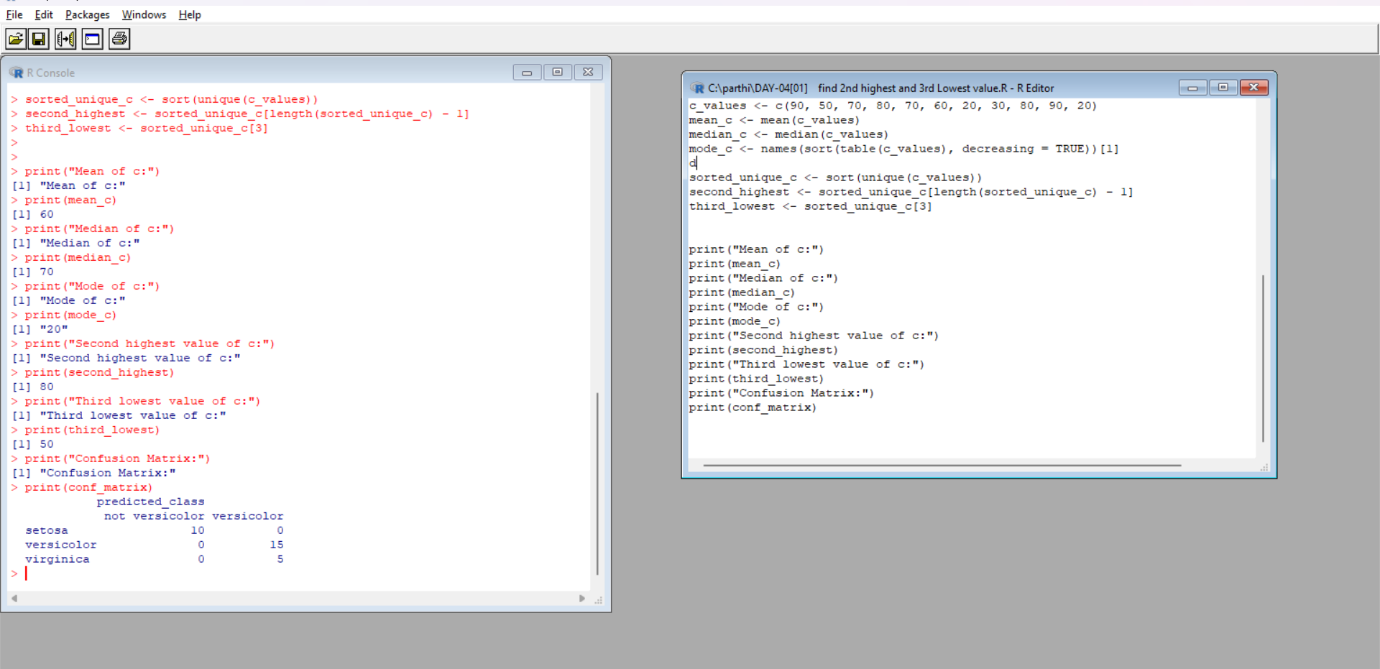 File Edit Packages Windows Help
R Console
> sorted_unique_c <- sort(unique(c_values))
> second_highest <- sorted_unique_c[length(sorted_unique_c) - 1]
> third_lowest <- sorted_unique_c[3]
>
>
> print("Mean of c:")
[1] "Mean of c:"
> print(mean_c)
[1] 60
> print("Median of c:")
[1] "Median of c:"
> print(median_c)
[1] 70
> print("Mode of c:")
[1] "Mode of c:"
> print(mode_c)
[1] "20"
> print("Second highest value of c:")
[1] "Second highest value of c:"
> print(second_highest)
[1] 80
> print("Third lowest value of c:")
[1] "Third lowest value of c:"
> print(third_lowest)
[1] 50
> print("Confusion Matrix:")
[1] "Confusion Matrix:"
> print(conf_matrix)
            predicted_class
             not versicolor versicolor
  setosa                 10          0
  versicolor              0         15
  virginica               0          5
>
C:\parthi\DAY-04[01]   find 2nd highest and 3rd Lowest value.R - R Editor
c_values <- c(90, 50, 70, 80, 70, 60, 20, 30, 80, 90, 20)
mean_c <- mean(c_values)
median_c <- median(c_values)
mode_c <- names(sort(table(c_values), decreasing = TRUE))[1]
d
sorted_unique_c <- sort(unique(c_values))
second_highest <- sorted_unique_c[length(sorted_unique_c) - 1]
third_lowest <- sorted_unique_c[3]
print("Mean of c:")
print(mean_c)
print("Median of c:")
print(median_c)
print("Mode of c:")
print(mode_c)
print("Second highest value of c:")
print(second_highest)
print("Third lowest value of c:")
print(third_lowest)
print("Confusion Matrix:")
print(conf_matrix)